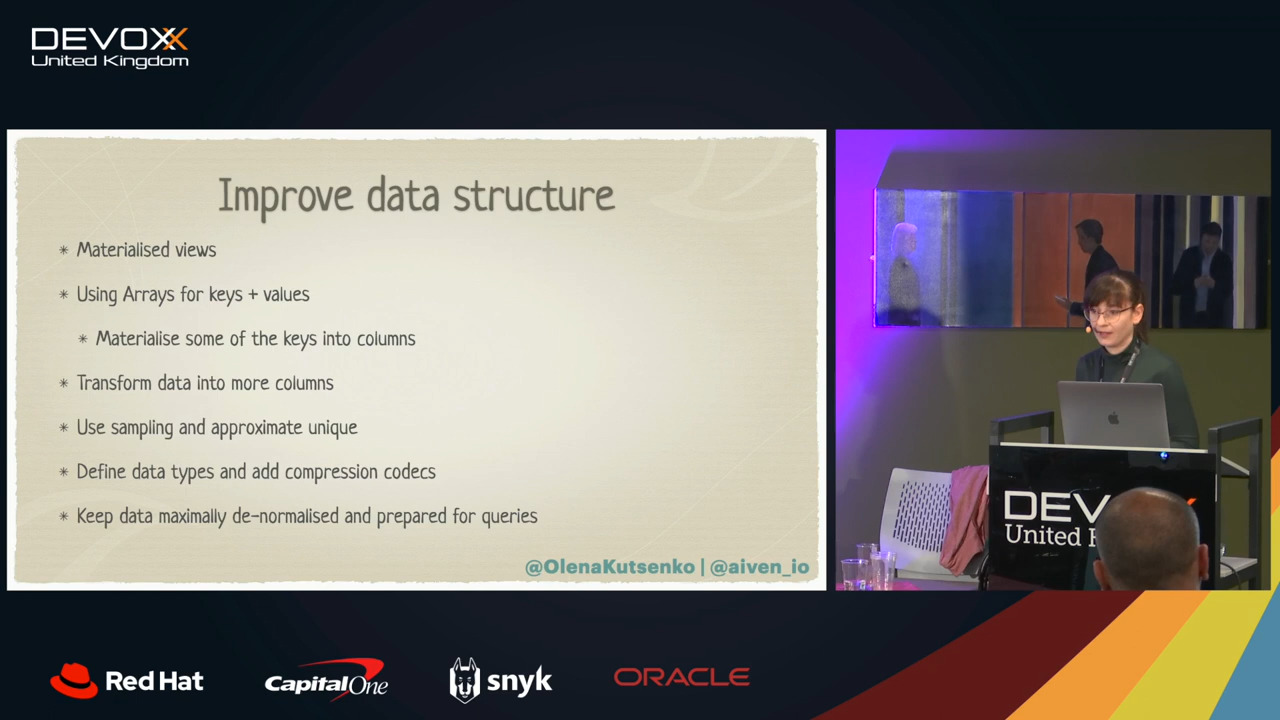 DEVOXX
United Kingdom
Improve data structure
* Materialised views
* Using Arrays for keys + values
* Materialise some of the keys into columns
* Transform data into more columns
* Use sampling and approximate unique
* Define data types and add compression codecs
* Keep data maximally de-normalised and prepared for queries
@OlenaKutsenko | @aiven_io
DEV X
United K
Red Hat
Capital One
snyk
ORACLE